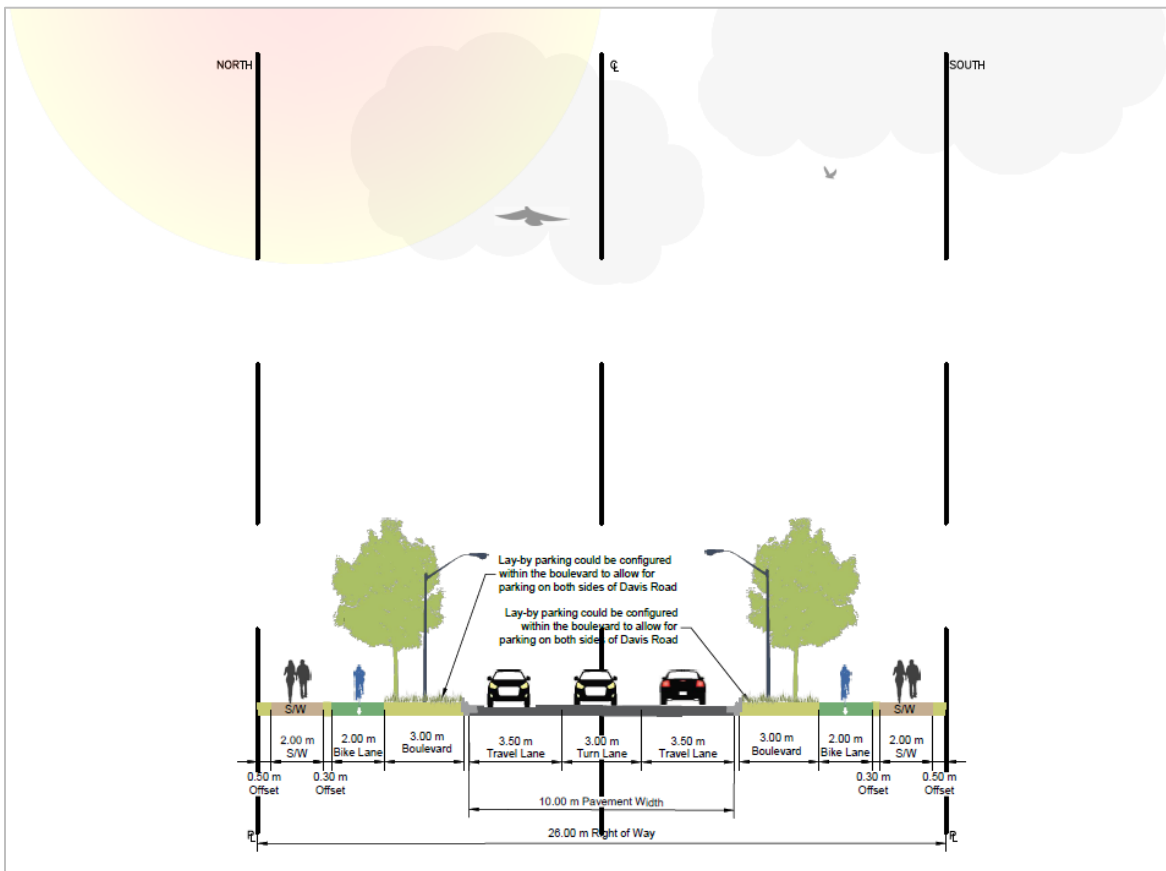 NORTH
℄
SOUTH
Lay-by parking could be configured
within the boulevard to allow for
parking on both sides of Davis Road
Lay-by parking could be configured
within the boulevard to allow for
parking on both sides of Davis Road
S/W
S/W
2.00 m
S/W
2.00 m
Bike Lane
3.00 m
Boulevard
3.50 m
Travel Lane
3.00 m
Turn Lane
3.50 m
Travel Lane
3.00 m
Boulevard
2.00 m
Bike Lane
2.00 m
S/W
0.50 m
Offset
0.30 m
Offset
0.30 m
Offset
0.50 m
Offset
10.00 m Pavement Width
26.00 m Right of Way
PL
PL